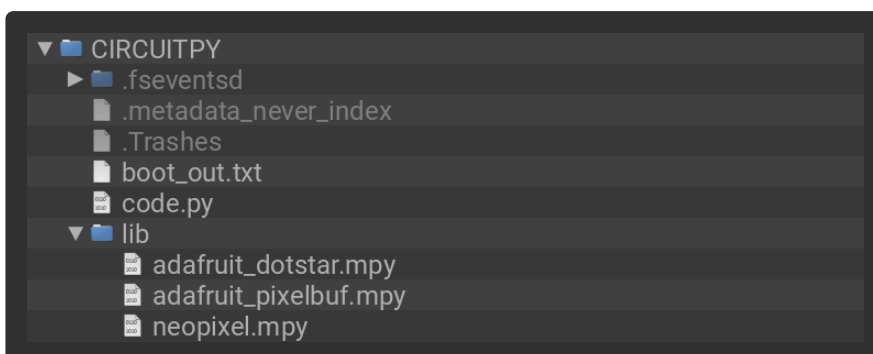 CIRCUITPY
.fseventsd
.metadata_never_index
.Trashes
boot_out.txt
code.py
lib
adafruit_dotstar.mpy
adafruit_pixelbuf.mpy
neopixel.mpy